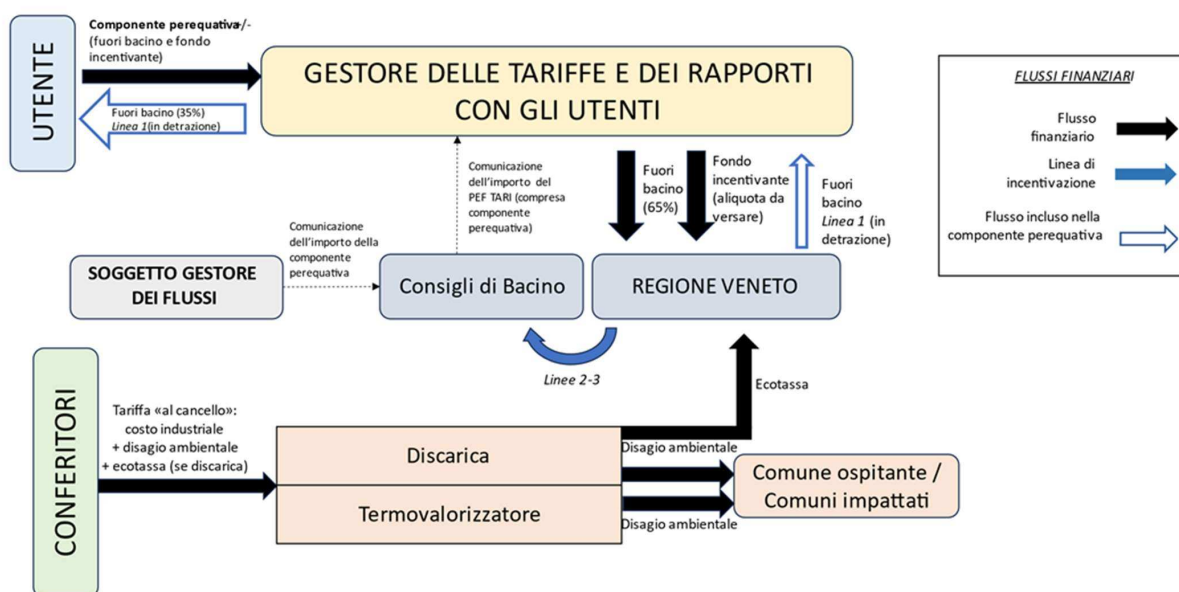 UTENTE
Componente perequativa+/-
(fuori bacino e fondo
incentivante)
Fuori bacino (35%)
Linea 1 (in detrazione)
GESTORE DELLE TARIFFE E DEI RAPPORTI
CON GLI UTENTI
FLUSSI FINANZIARI
Flusso
finanziario
Linea di
incentivazione
Flusso incluso nella
componente perequativa
Comunicazione
dell'importo del
PEF TARI (compresa
componente
perequativa)
Fuori
bacino
(65%)
Fondo
incentivante
(aliquota da
versare)
Fuori
bacino
Linea 1 (in
detrazione)
Comunicazione
dell'importo della
componente
perequativa
SOGGETTO GESTORE
DEI FLUSSI
Consigli di Bacino
REGIONE VENETO
Linee 2-3
Ecotassa
CONFERITORI
Tariffa «al cancello»:
costo industriale
+ disagio ambientale
+ ecotassa (se discarica)
Discarica
Termovalorizzatore
Disagio ambientale
Disagio ambientale
Comune ospitante /
Comuni impattati